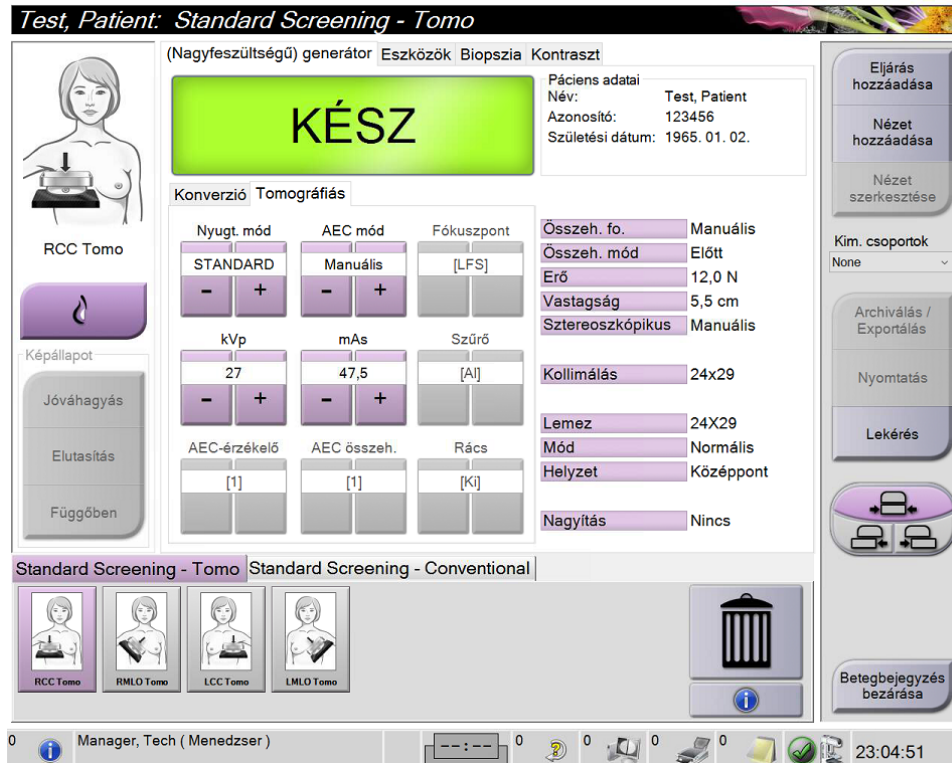 Test, Patient: Standard Screening - Tomo
(Nagyfeszültségű) generátor Eszközök Biopszia Kontraszt
KÉSZ
Páciens adatai
Név: Test, Patient
Azonosító: 123456
Születési dátum: 1965. 01. 02.
RCC Tomo
Képállapot
Jóváhagyás
Elutasítás
Függőben
Konverzió Tomográfiás
Nyugt. mód AEC mód Fókuszpont
STANDARD Manuális [LFS]
- + - +
kVp mAs Szűrő
27 47,5 [Al]
- + - +
AEC-érzékelő AEC összeh. Rács
[1] [1] [Ki]
Összeh. fo. Manuális
Összeh. mód Előtt
Erő 12,0 N
Vastagság 5,5 cm
Sztereoszkópikus Manuális
Kollimálás 24x29
Lemez 24X29
Mód Normális
Helyzet Középpont
Nagyítás Nincs
Eljárás
hozzáadása
Nézet
hozzáadása
Nézet
szerkesztése
Kim. csoportok
None
Archiválás /
Exportálás
Nyomtatás
Lekérés
Betegbejegyzés
bezárása
Standard Screening - Tomo Standard Screening - Conventional
RCC Tomo RMLO Tomo LCC Tomo LMLO Tomo
0 Manager, Tech ( Menedzser ) --:-- 0 0 0 0 23:04:51